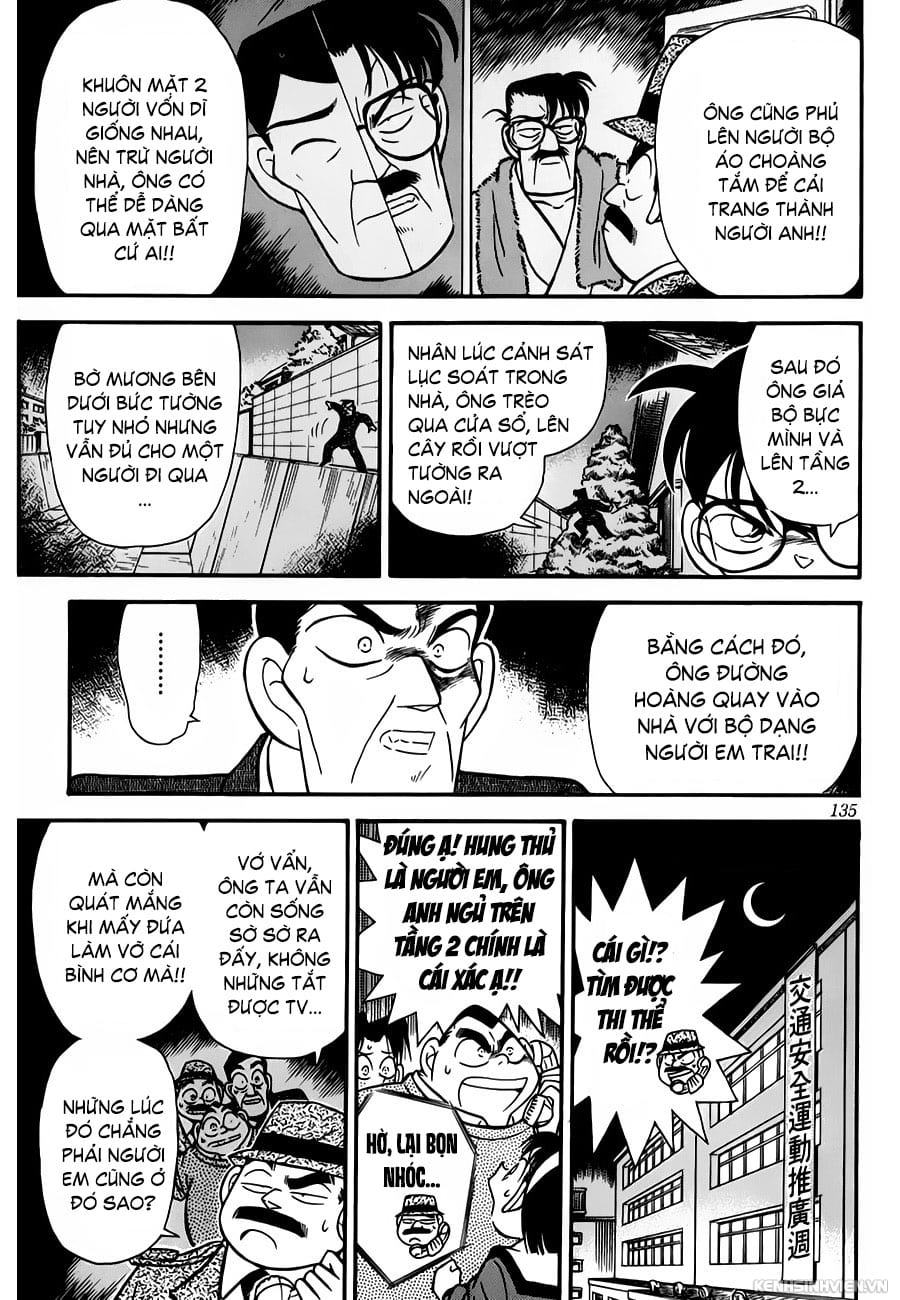 ÔNG CŨNG PHỦ
LÊN NGƯỜI BỘ
ÁO CHOÀNG
TẮM ĐỂ CẢI
TRANG THÀNH
NGƯỜI ANH!!
KHUÔN MẶT 2
NGƯỜI VỐN DĨ
GIỐNG NHAU,
NÊN TRỪ NGƯỜI
NHÀ, ÔNG CÓ
THỂ DỄ DÀNG
QUA MẶT BẤT
CỨ AI!!
SAU ĐÓ
ÔNG GIẢ
BỘ BỰC
MÌNH VÀ
LÊN TẦNG
2...
NHÂN LÚC CẢNH SÁT
LỤC SOÁT TRONG
NHÀ, ÔNG TRÈO
QUA CỬA SỔ, LÊN
CÂY RỒI VƯỢT
TƯỜNG RA
NGOÀI!
BỜ MƯƠNG BÊN
DƯỚI BỨC TƯỜNG
TUY NHỎ NHƯNG
VẪN ĐỦ CHO MỘT
NGƯỜI ĐI QUA
...
BẰNG CÁCH ĐÓ,
ÔNG ĐƯỜNG
HOÀNG QUAY VÀO
NHÀ VỚI BỘ DẠNG
NGƯỜI EM TRAI!!
.........
135
交通安全運動推廣週
CÁI GÌ!?
TÌM ĐƯỢC
THI THỂ
RỒI!?
ĐÚNG Ạ! HUNG THỦ
LÀ NGƯỜI EM, ÔNG
ANH NGỦ TRÊN
TẦNG 2 CHÍNH LÀ
CÁI XÁC Ạ!!
HỜ, LẠI BỌN
NHÓC...
VỚ VẨN,
ÔNG TA VẪN
CÒN SỐNG
SỜ SỜ RA
ĐẤY, KHÔNG
NHỮNG TẮT
ĐƯỢC TV...
MÀ CÒN
QUÁT MẮNG
KHI MẤY ĐỨA
LÀM VỠ CÁI
BÌNH CƠ MÀ!!
NHỮNG LÚC
ĐÓ CHẲNG
PHẢI NGƯỜI
EM CŨNG Ở
ĐÓ SAO?
KENHSINHVIEN.VN